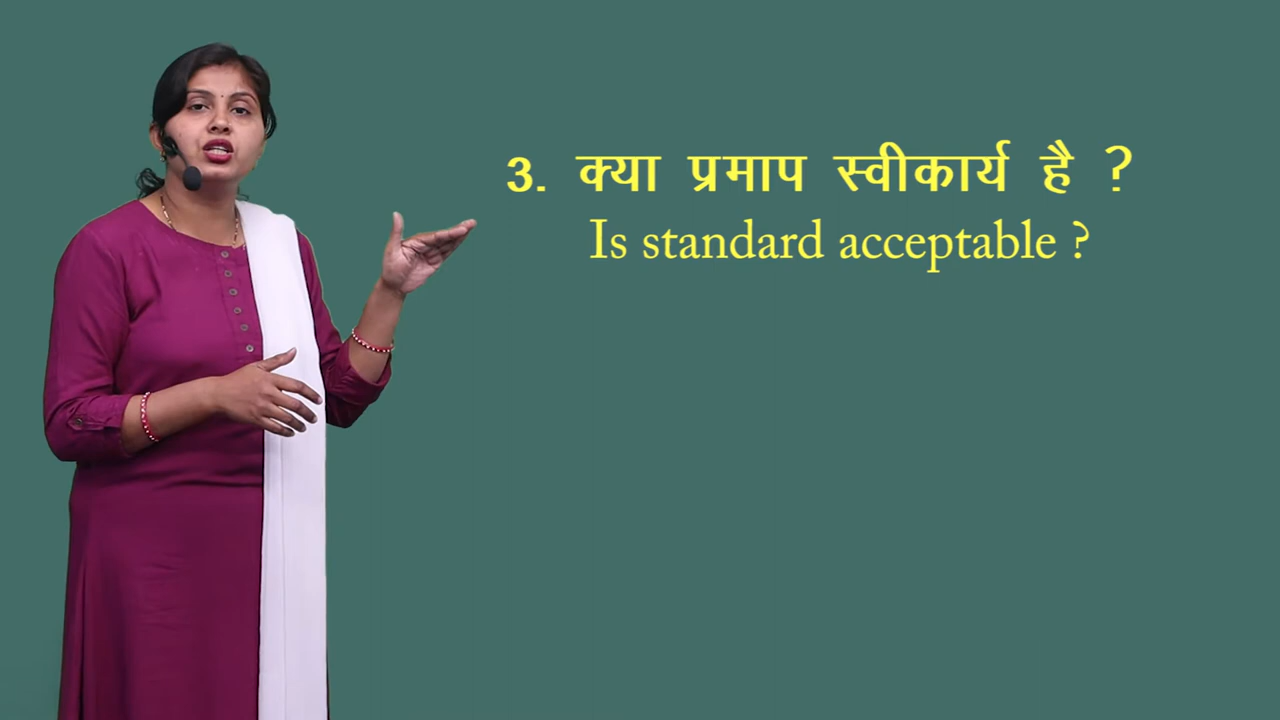 3. क्या प्रमाप स्वीकार्य है ?
Is standard acceptable ?